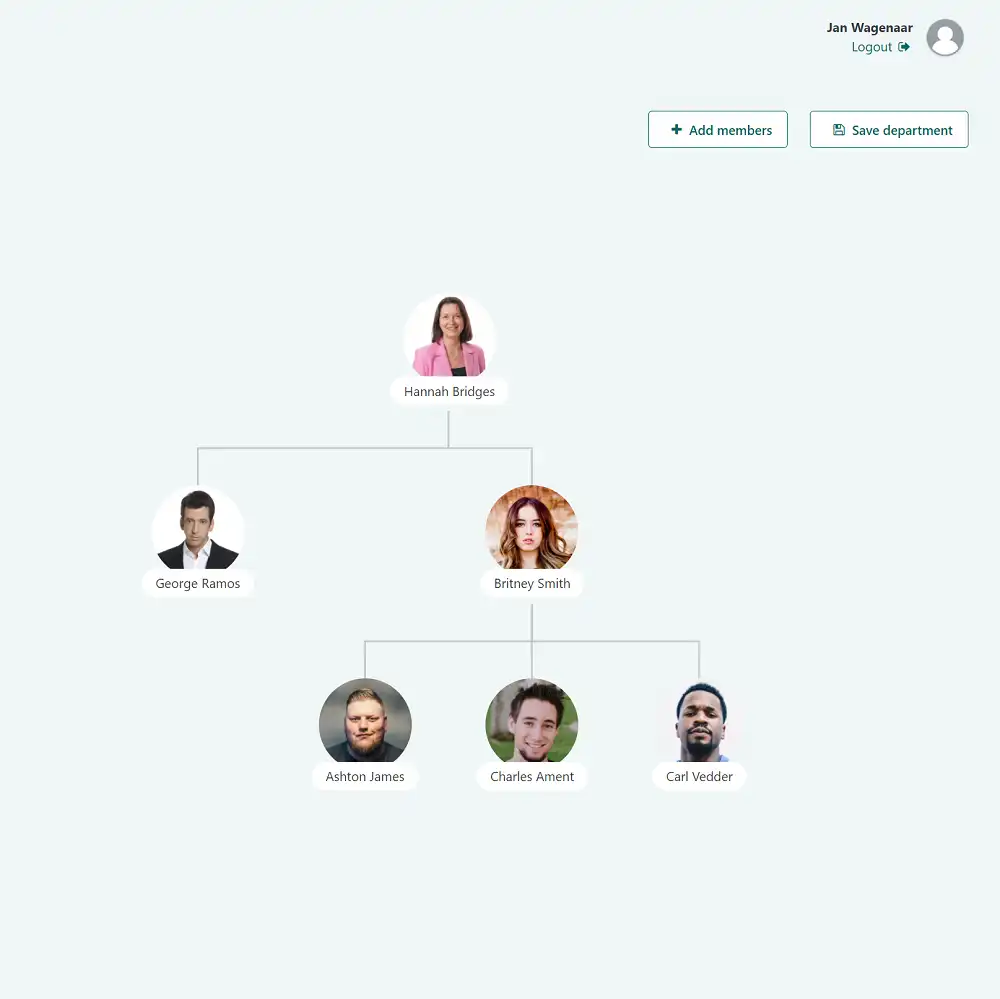 Jan Wagenaar
Logout
Add members
Save department
Hannah Bridges
George Ramos
Britney Smith
Ashton James
Charles Ament
Carl Vedder